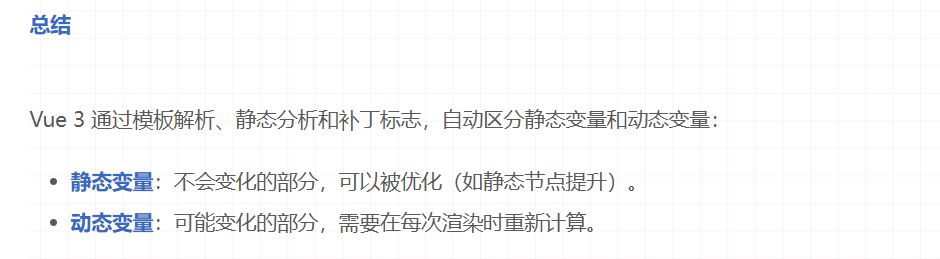 总结
Vue 3 通过模板解析、静态分析和补丁标志，自动区分静态变量和动态变量：
• 静态变量：不会变化的部分，可以被优化（如静态节点提升）。
• 动态变量：可能变化的部分，需要在每次渲染时重新计算。